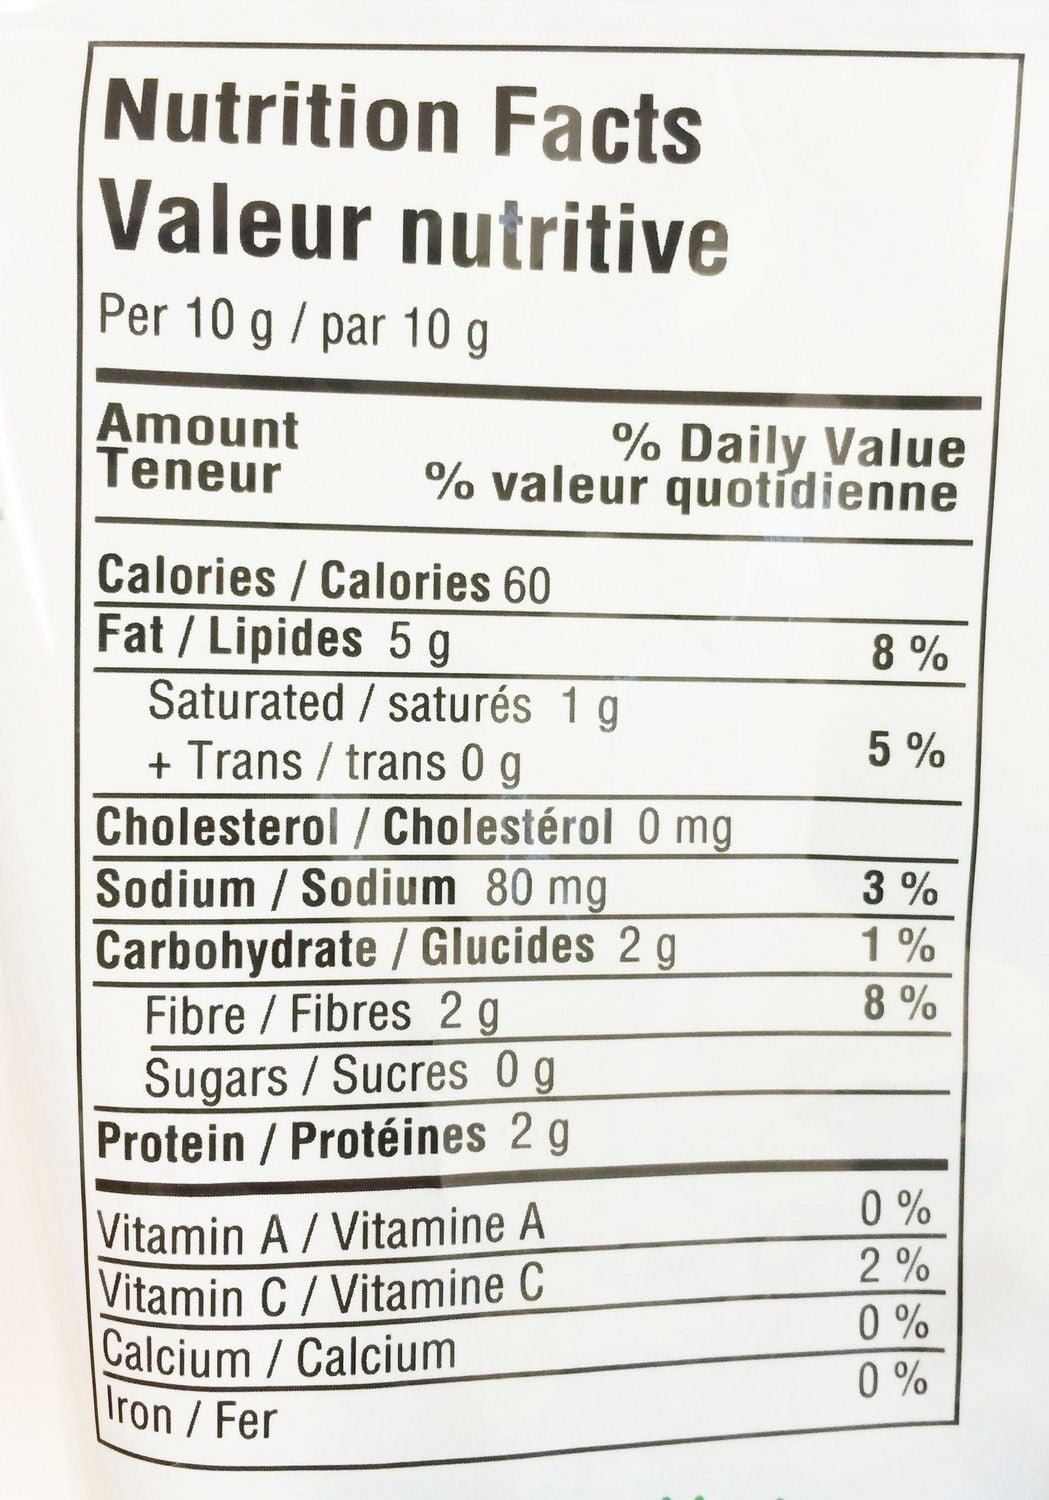 Nutrition Facts
Valeur nutritive
Per 10 g / par 10 g
Amount % Daily Value
Teneur % valeur quotidienne
Calories / Calories 60
Fat / Lipides 5 g 8 %
Saturated / saturés 1 g
+ Trans / trans 0 g 5 %
Cholesterol / Cholestérol 0 mg
Sodium / Sodium 80 mg 3 %
Carbohydrate / Glucides 2 g 1 %
Fibre / Fibres 2 g 8 %
Sugars / Sucres 0 g
Protein / Protéines 2 g
Vitamin A / Vitamine A 0 %
Vitamin C / Vitamine C 2 %
Calcium / Calcium 0 %
Iron / Fer 0 %